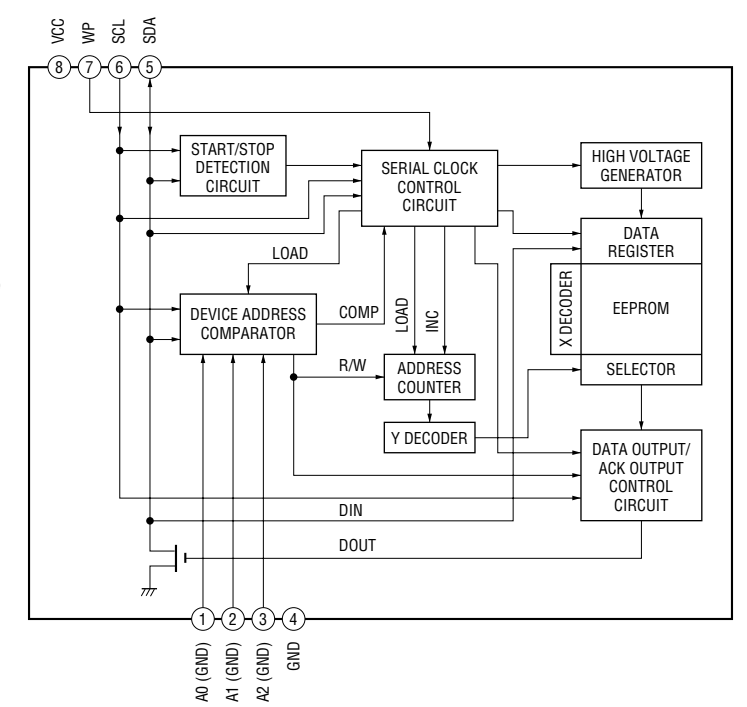 VCC
WP
SCL
SDA
8
7
6
5
START/STOP
DETECTION
CIRCUIT
SERIAL CLOCK
CONTROL
CIRCUIT
HIGH VOLTAGE
GENERATOR
DATA
REGISTER
LOAD
DEVICE ADDRESS
COMPARATOR
COMP
LOAD
INC
X DECODER
EEPROM
R/W
ADDRESS
COUNTER
SELECTOR
Y DECODER
DATA OUTPUT/
ACK OUTPUT
CONTROL
CIRCUIT
DIN
DOUT
1
2
3
4
A0 (GND)
A1 (GND)
A2 (GND)
GND